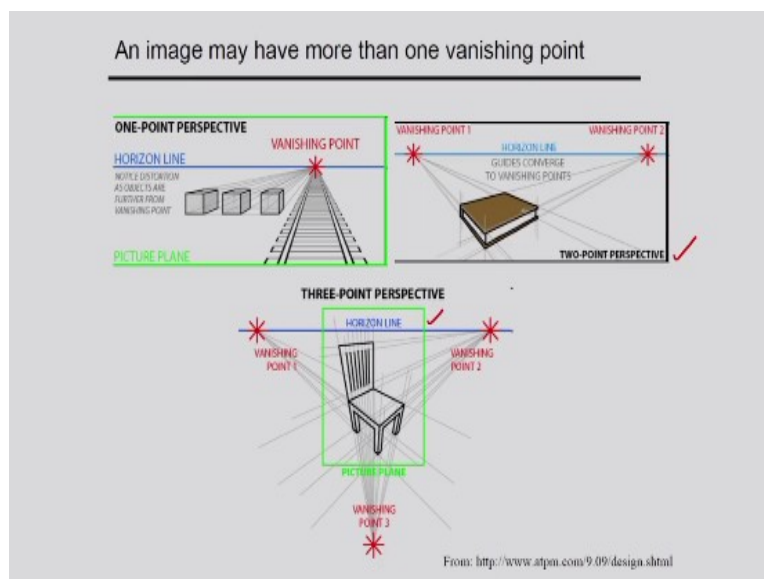 An image may have more than one vanishing point
ONE-POINT PERSPECTIVE
VANISHING POINT
HORIZON LINE
NOTICE DISTORTION
AS OBJECTS ARE
FURTHER FROM
VANISHING POINT
PICTURE PLANE
VANISHING POINT 1
VANISHING POINT 2
HORIZON LINE
GUIDES CONVERGE
TO VANISHING POINTS
TWO-POINT PERSPECTIVE
THREE-POINT PERSPECTIVE
HORIZON LINE
VANISHING
POINT 1
VANISHING
POINT 2
PICTURE PLANE
VANISHING
POINT 3
From: http://www.atpm.com/9.09/design.shtml